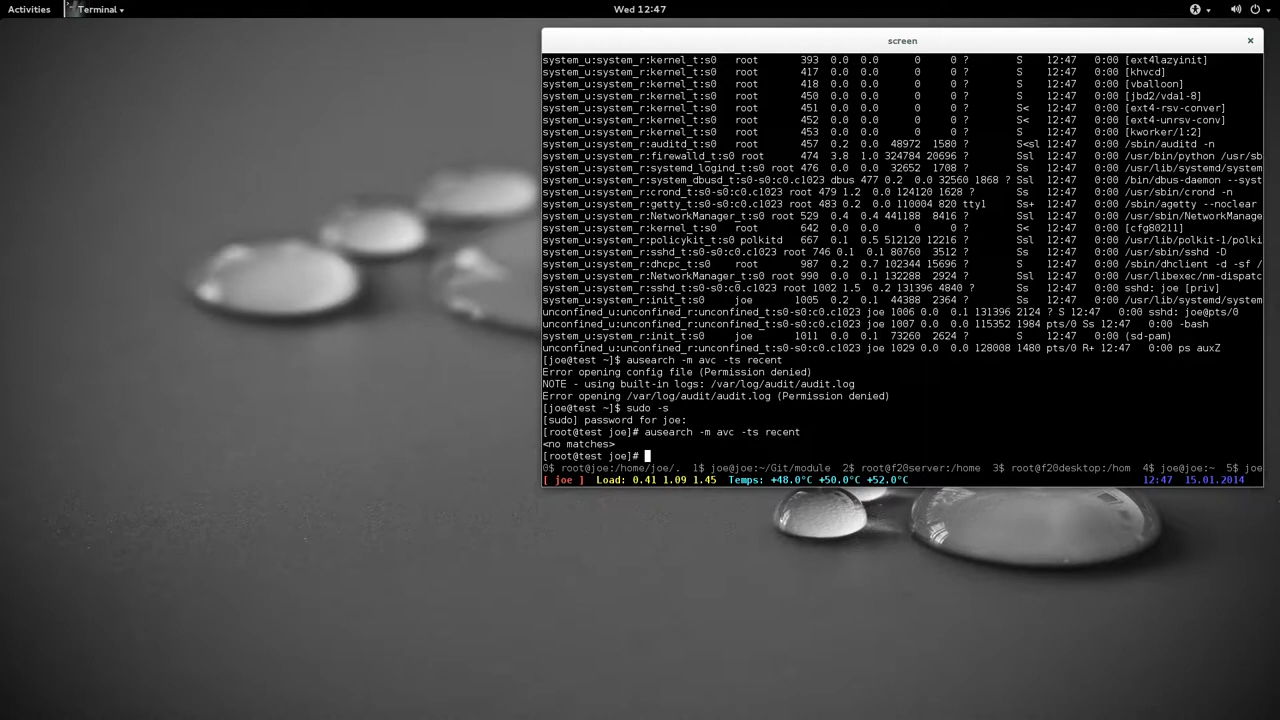 Activities Terminal Wed 12:47
screen ×
system_u:system_r:kernel_t:s0 root 393 0.0 0.0 0 0 ? S 12:47 0:00 [ext4lazyinit]
system_u:system_r:kernel_t:s0 root 417 0.0 0.0 0 0 ? S 12:47 0:00 [khvcd]
system_u:system_r:kernel_t:s0 root 418 0.0 0.0 0 0 ? S 12:47 0:00 [vballoon]
system_u:system_r:kernel_t:s0 root 450 0.0 0.0 0 0 ? S 12:47 0:00 [jbd2/vda1-8]
system_u:system_r:kernel_t:s0 root 451 0.0 0.0 0 0 ? S< 12:47 0:00 [ext4-rsv-conver]
system_u:system_r:kernel_t:s0 root 452 0.0 0.0 0 0 ? S< 12:47 0:00 [ext4-unrsv-conv]
system_u:system_r:kernel_t:s0 root 453 0.0 0.0 0 0 ? S 12:47 0:00 [kworker/1:2]
system_u:system_r:auditd_t:s0 root 457 0.2 0.0 48972 1580 ? S<sl 12:47 0:00 /sbin/auditd -n
system_u:system_r:firewalld_t:s0 root 474 3.8 1.0 324784 20696 ? Ssl 12:47 0:00 /usr/bin/python /usr/sb
system_u:system_r:systemd_logind_t:s0 root 476 0.0 0.0 32652 1708 ? Ss 12:47 0:00 /usr/lib/systemd/system
system_u:system_r:system_dbusd_t:s0-s0:c0.c1023 dbus 477 0.2 0.0 32560 1868 ? Ss 12:47 0:00 /bin/dbus-daemon --syst
system_u:system_r:crond_t:s0-s0:c0.c1023 root 479 1.2 0.0 124120 1628 ? Ss 12:47 0:00 /usr/sbin/crond -n
system_u:system_r:getty_t:s0-s0:c0.c1023 root 483 0.2 0.0 110004 820 tty1 Ss+ 12:47 0:00 /sbin/agetty --noclear
system_u:system_r:NetworkManager_t:s0 root 529 0.4 0.4 441188 8416 ? Ssl 12:47 0:00 /usr/sbin/NetworkManage
system_u:system_r:kernel_t:s0 root 642 0.0 0.0 0 0 ? S< 12:47 0:00 [cfg80211]
system_u:system_r:policykit_t:s0 polkitd 667 0.1 0.5 512120 12216 ? Ssl 12:47 0:00 /usr/lib/polkit-1/polki
system_u:system_r:sshd_t:s0-s0:c0.c1023 root 746 0.1 0.1 80760 3512 ? Ss 12:47 0:00 /usr/sbin/sshd -D
system_u:system_r:dhcpc_t:s0 root 987 0.2 0.7 102344 15696 ? S 12:47 0:00 /sbin/dhclient -d -sf /
system_u:system_r:NetworkManager_t:s0 root 990 0.0 0.1 132288 2924 ? Ssl 12:47 0:00 /usr/libexec/nm-dispatc
system_u:system_r:sshd_t:s0-s0:c0.c1023 root 1002 1.5 0.2 131396 4840 ? Ss 12:47 0:00 sshd: joe [priv]
system_u:system_r:init_t:s0 joe 1005 0.2 0.1 44388 2364 ? Ss 12:47 0:00 /usr/lib/systemd/system
unconfined_u:unconfined_r:unconfined_t:s0-s0:c0.c1023 joe 1006 0.0 0.1 131396 2124 ? S 12:47 0:00 sshd: joe@pts/0
unconfined_u:unconfined_r:unconfined_t:s0-s0:c0.c1023 joe 1007 0.0 0.0 115352 1984 pts/0 Ss 12:47 0:00 -bash
system_u:system_r:init_t:s0 joe 1011 0.0 0.1 73260 2624 ? S 12:47 0:00 (sd-pam)
unconfined_u:unconfined_r:unconfined_t:s0-s0:c0.c1023 joe 1029 0.0 0.0 128008 1480 pts/0 R+ 12:47 0:00 ps auxZ
[joe@test ~]$ ausearch -m avc -ts recent
Error opening config file (Permission denied)
NOTE - using built-in logs: /var/log/audit/audit.log
Error opening /var/log/audit/audit.log (Permission denied)
[joe@test ~]$ sudo -s
[sudo] password for joe:
[root@test joe]# ausearch -m avc -ts recent
<no matches>
[root@test joe]#
0$ root@joe:/home/joe/. 1$ joe@joe:~/Git/module 2$ root@f20server:/home 3$ root@f20desktop:/hom 4$ joe@joe:~ 5$ joe
[ joe ] Load: 0.41 1.09 1.45 Temps: +48.0°C +50.0°C +52.0°C 12:47 15.01.2014